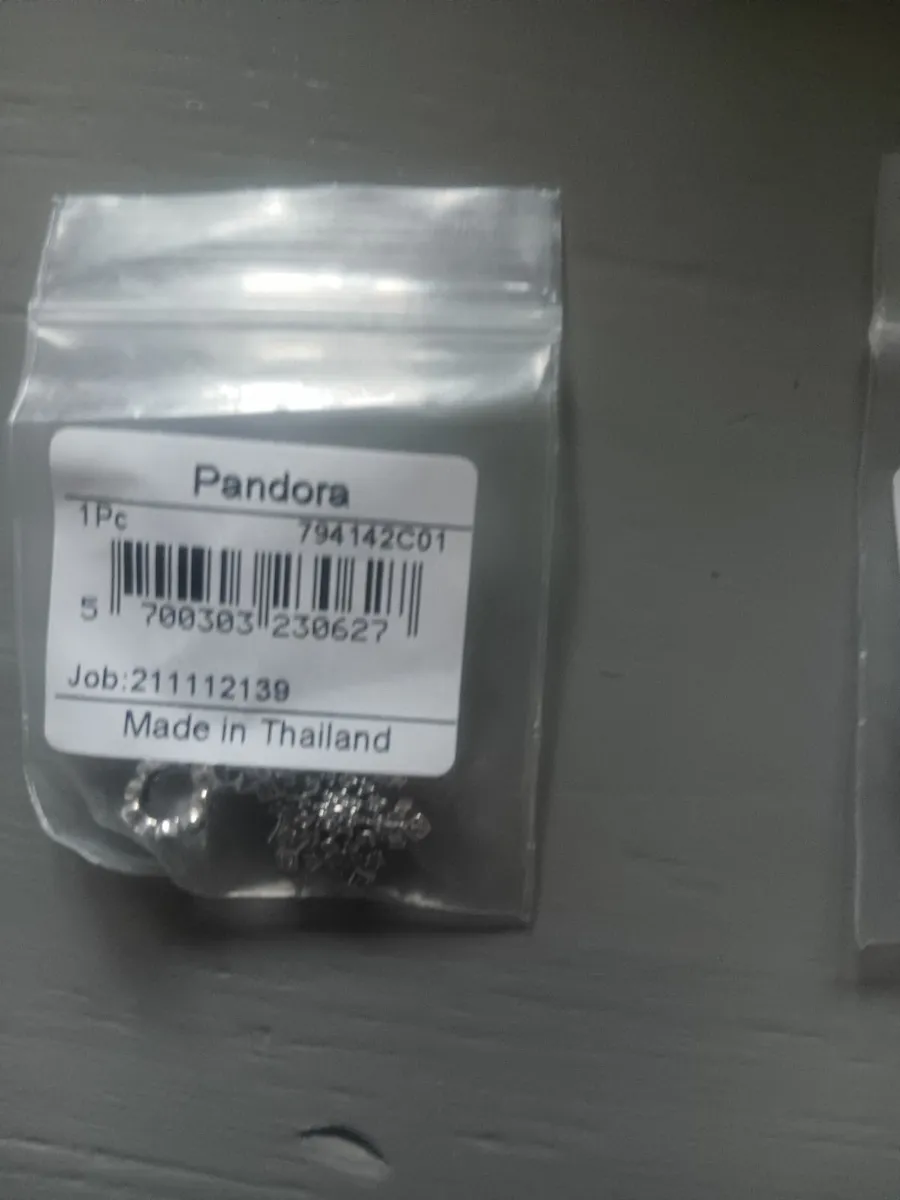 Pandora
1Pc 794142C01
5 700303 230627
Job:211112139
Made in Thailand